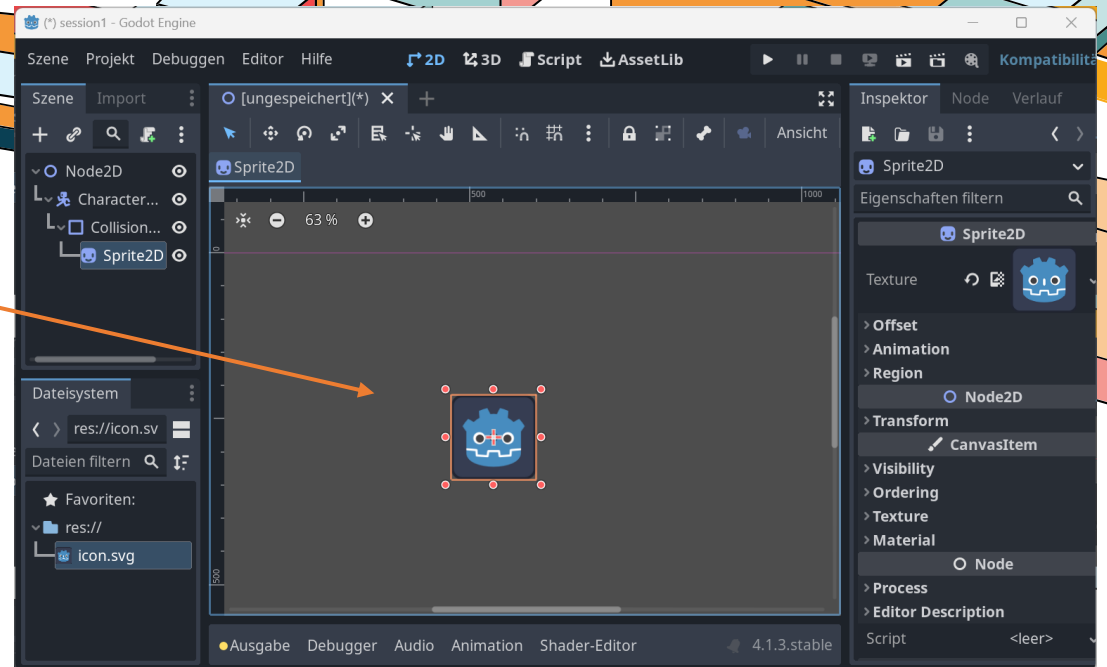 (*) session1 - Godot Engine
Szene Projekt Debuggen Editor Hilfe 2D 3D Script AssetLib Kompatibilitä
Szene Import
[ungespeichert](*)
Inspektor Node Verlauf
Ansicht
Node2D
Character...
Collision...
Sprite2D
Sprite2D
63 %
500
1000
0
500
Dateisystem
res://icon.sv
Dateien filtern
Favoriten:
res://
icon.svg
Ausgabe Debugger Audio Animation Shader-Editor 4.1.3.stable
Sprite2D
Eigenschaften filtern
Sprite2D
Texture
Offset
Animation
Region
Node2D
Transform
CanvasItem
Visibility
Ordering
Texture
Material
Node
Process
Editor Description
Script <leer>